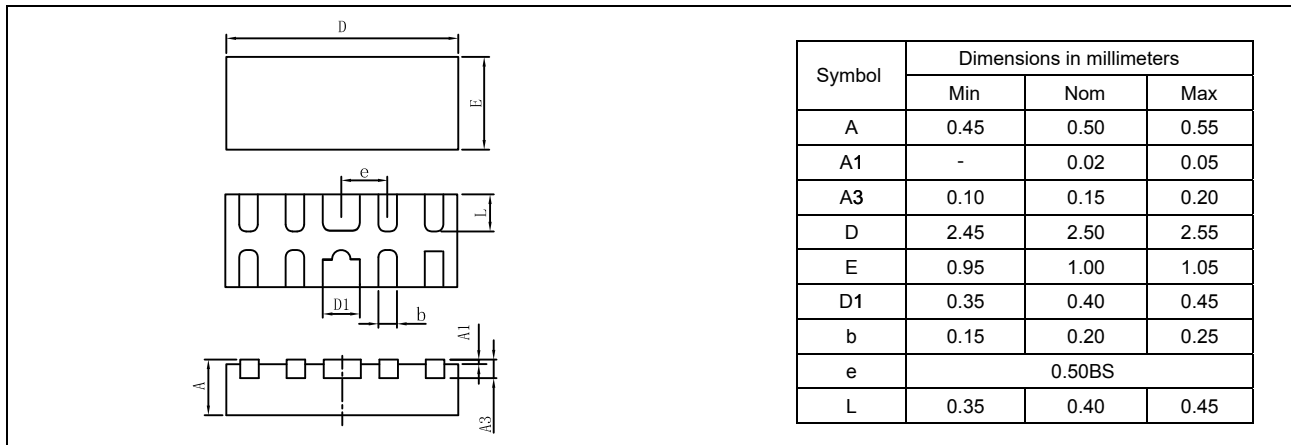 D
E
e
L
D1
b
A1
A
A3
Symbol Dimensions in millimeters
Min Nom Max
A 0.45 0.50 0.55
A1 - 0.02 0.05
A3 0.10 0.15 0.20
D 2.45 2.50 2.55
E 0.95 1.00 1.05
D1 0.35 0.40 0.45
b 0.15 0.20 0.25
e 0.50BS
L 0.35 0.40 0.45